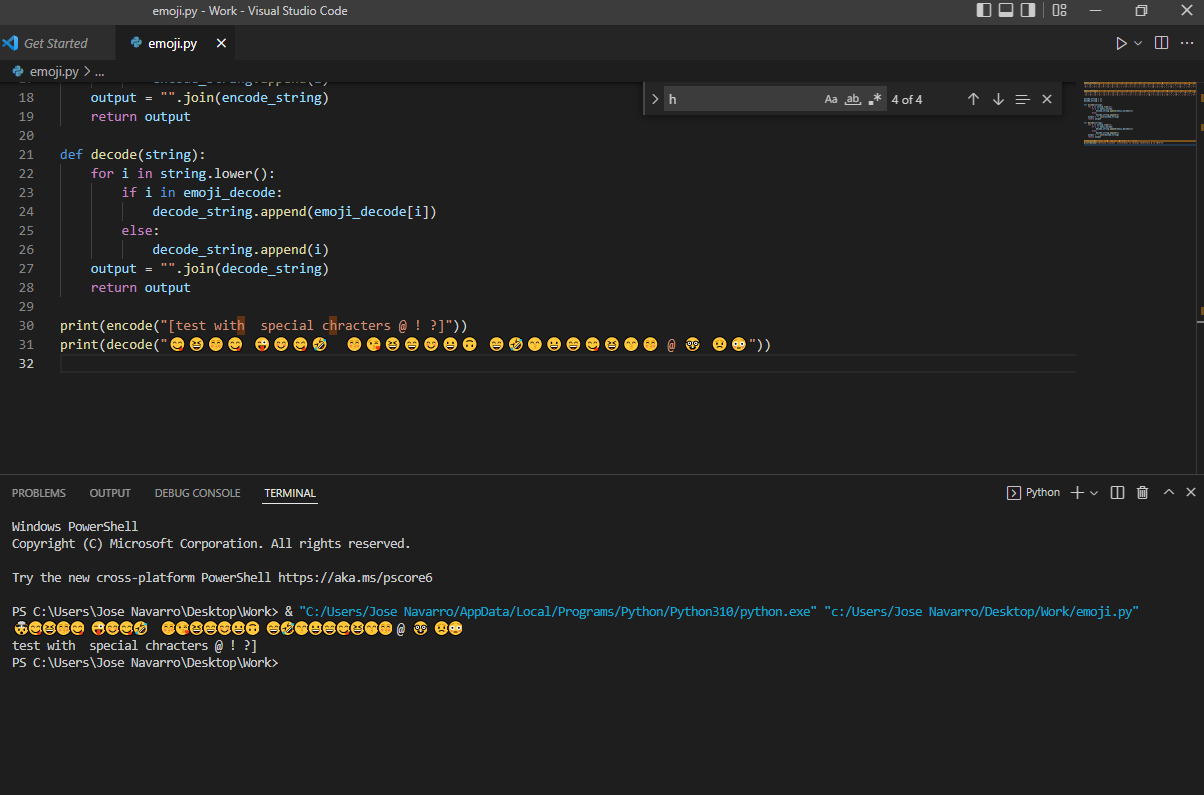 emoji.py - Work - Visual Studio Code
Get Started
emoji.py
emoji.py > ...
h
Aa
ab
.*
4 of 4
18 output = "".join(encode_string)
19 return output
20
21 def decode(string):
22 for i in string.lower():
23 if i in emoji_decode:
24 decode_string.append(emoji_decode[i])
25 else:
26 decode_string.append(i)
27 output = "".join(decode_string)
28 return output
29
30 print(encode("[test with  special chracters @ ! ?]"))
31 print(decode("😋😆😙😋 😜😊😋🤣  😙😘😆😄😊😀🙃 😄🤣😁😀😄😋😆😁😙 @ 🥸 😟😳"))
32
PROBLEMS OUTPUT DEBUG CONSOLE TERMINAL
Python
Windows PowerShell
Copyright (C) Microsoft Corporation. All rights reserved.
Try the new cross-platform PowerShell https://aka.ms/pscore6
PS C:\Users\Jose Navarro\Desktop\Work> & "C:/Users/Jose Navarro/AppData/Local/Programs/Python/Python310/python.exe" "c:/Users/Jose Navarro/Desktop/Work/emoji.py"
🤯😋😆😙😋 😜😊😋🤣  😙😘😆😄😊😀🙃 😄🤣😁😀😄😋😆😁😙 @ 🥸 😟😳
test with  special chracters @ ! ?]
PS C:\Users\Jose Navarro\Desktop\Work>